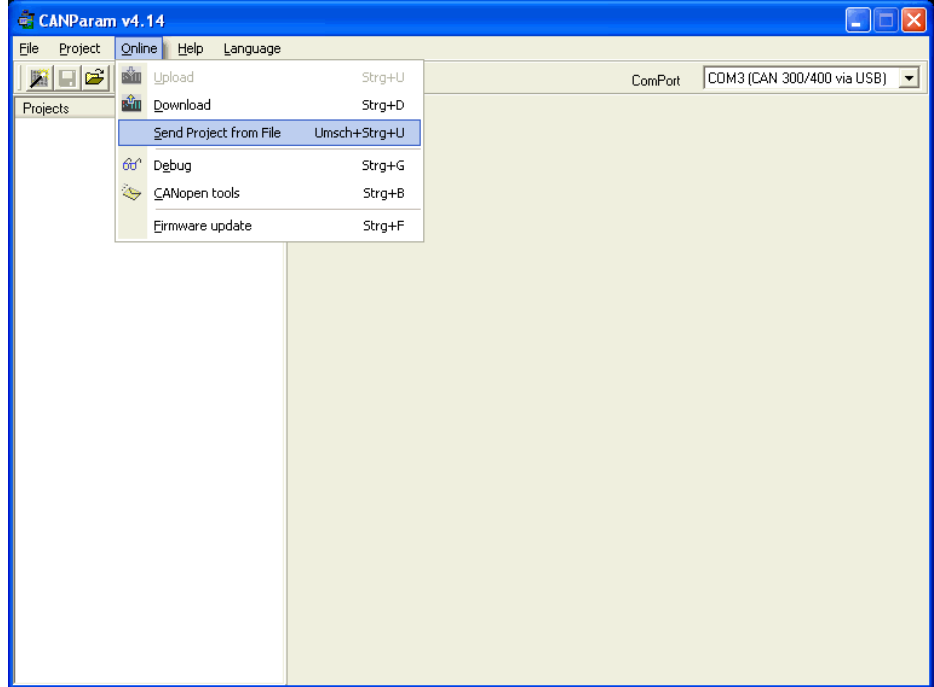 CANParam v4.14
File Project Online Help Language
ComPort COM3 (CAN 300/400 via USB)
Projects
Upload Strg+U
Download Strg+D
Send Project from File Umsch+Strg+U
Debug Strg+G
CANopen tools Strg+B
Firmware update Strg+F